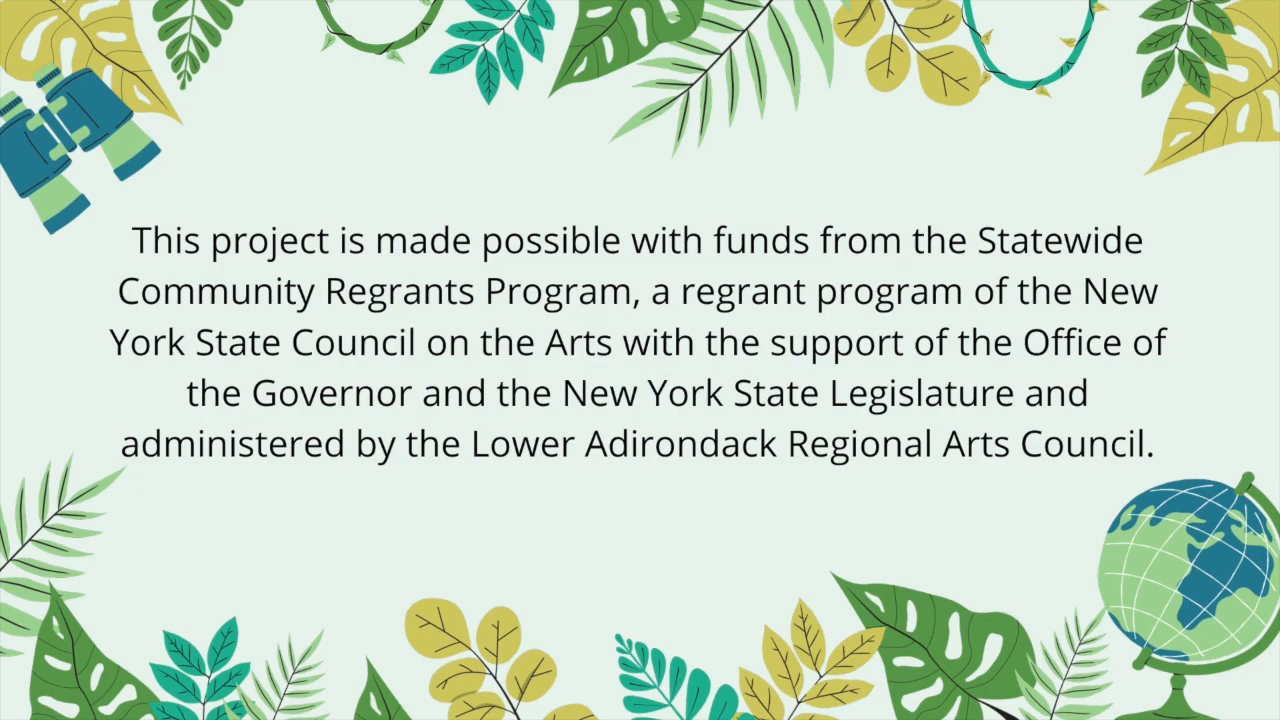 This project is made possible with funds from the Statewide
Community Regrants Program, a regrant program of the New
York State Council on the Arts with the support of the Office of
the Governor and the New York State Legislature and
administered by the Lower Adirondack Regional Arts Council.